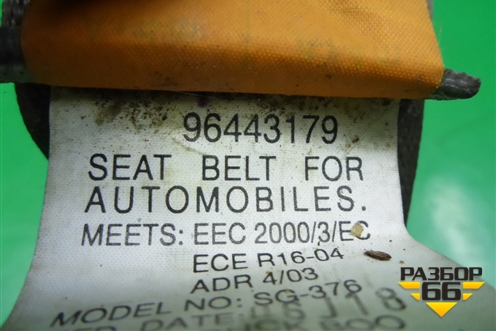 96443179
SEAT BELT FOR
AUTOMOBILES.
MEETS: EEC 2000/3/EC
ECE R16-04
ADR 4/03
MODEL NO: SG-376
РАЗБОР
66